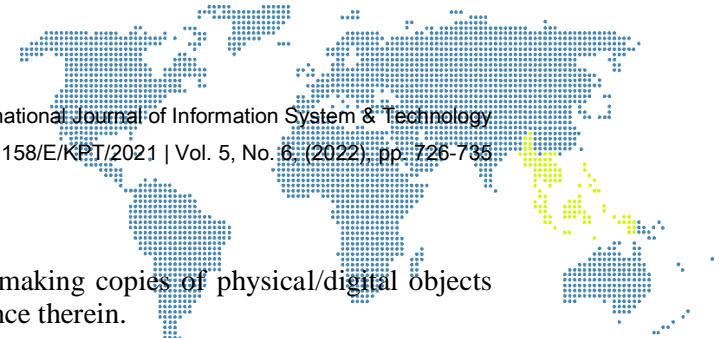 national Journal of Information System & Technology
158/E/KPT/2021 | Vol. 5, No. 6, (2022), pp. 726-735
making copies of physical/digital objects
nce therein.